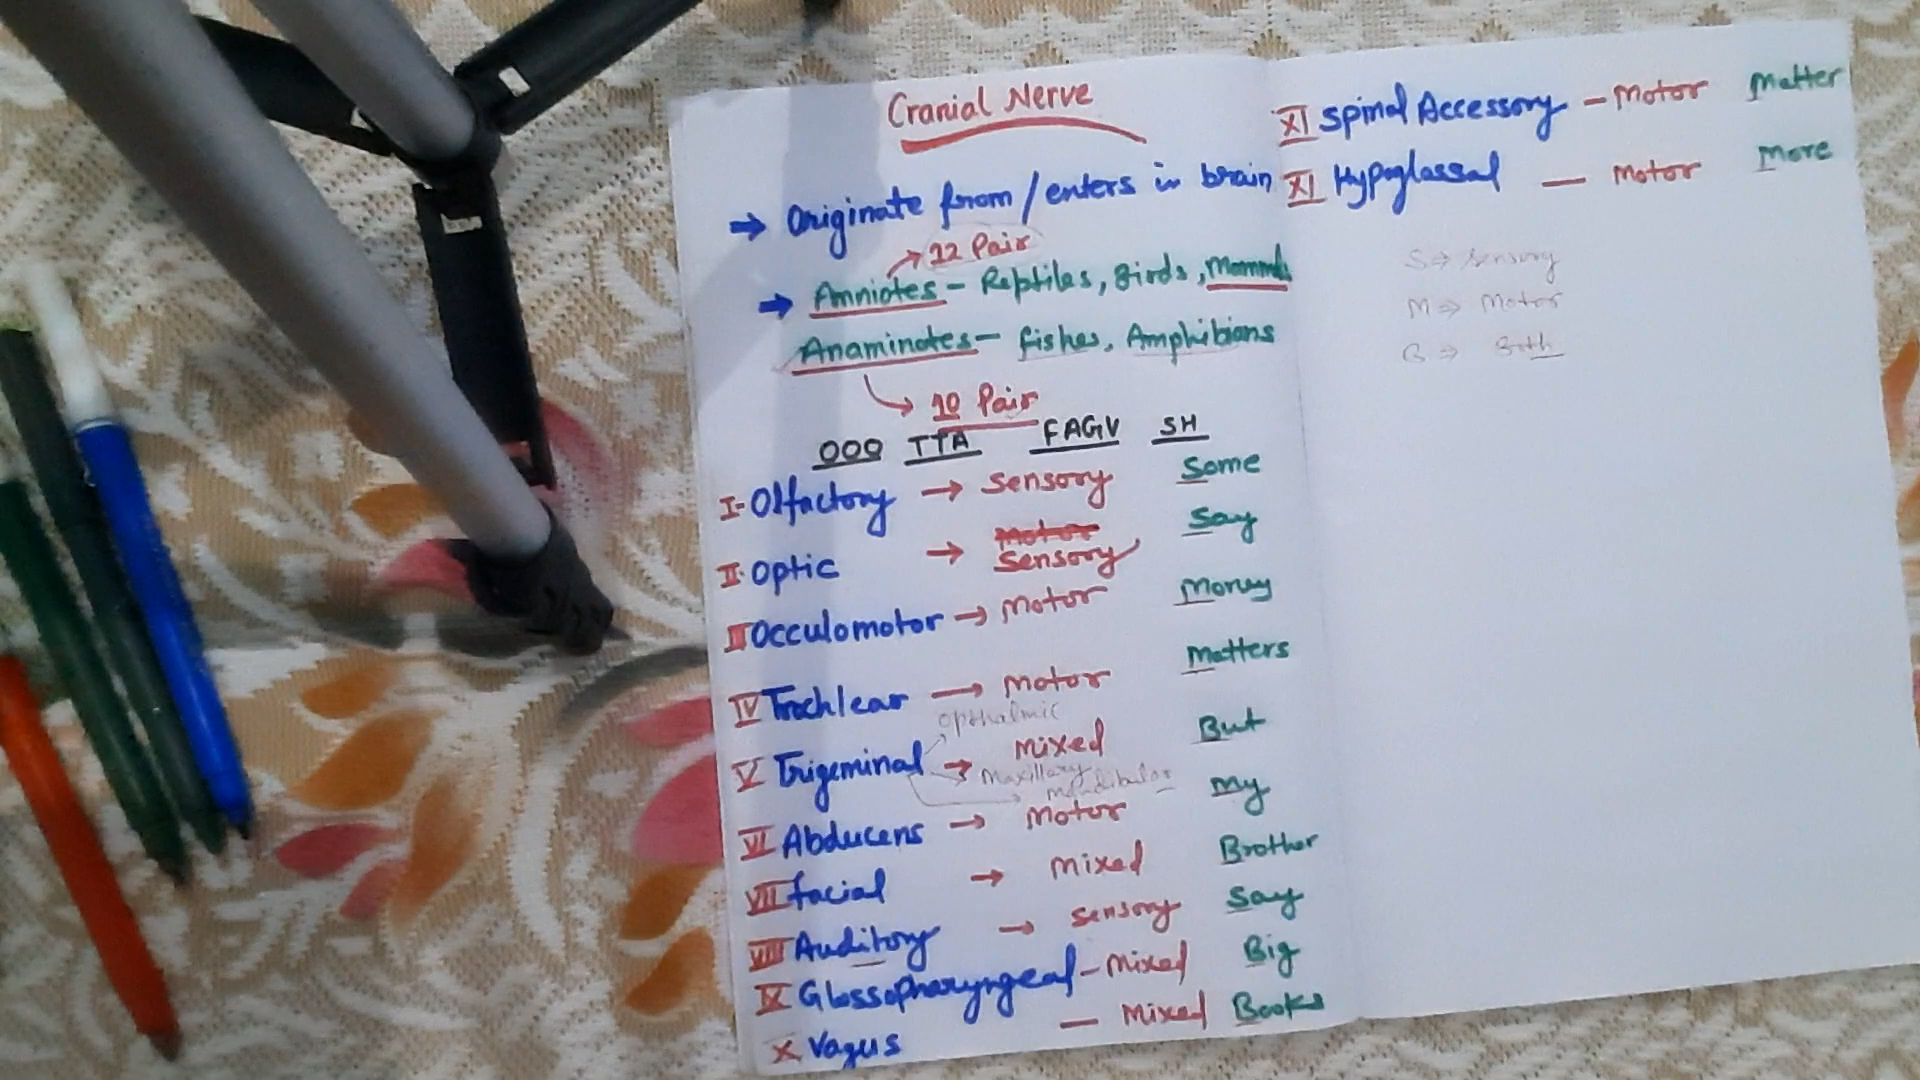 Cranial Nerve
⇒ Originate from/enters in brain
→ 12 Pair
⇒ Amniotes - Reptiles, Birds, Mammals
Anaminotes - fishes, Amphibians
→ 10 Pair
OOO TTA FAGV SH
I- Olfactory → Sensory Some
Motor
II. Optic → Sensory Say
III Occulomotor → Motor Money
IV Trochlear → Motor Matters
opthalmic
V Trigeminal → Mixed But
Maxillary
Mandibular
VI Abducens → Motor My
VII facial → Mixed Brother
VIII Auditory → Sensory Say
IX Glossopharyngeal - Mixed Big
X Vagus — Mixed Books
XI Spinal Accessory - Motor Matter
XI Hypoglassal — Motor More
S ⇒ Sensory
M ⇒ Motor
B ⇒ Both